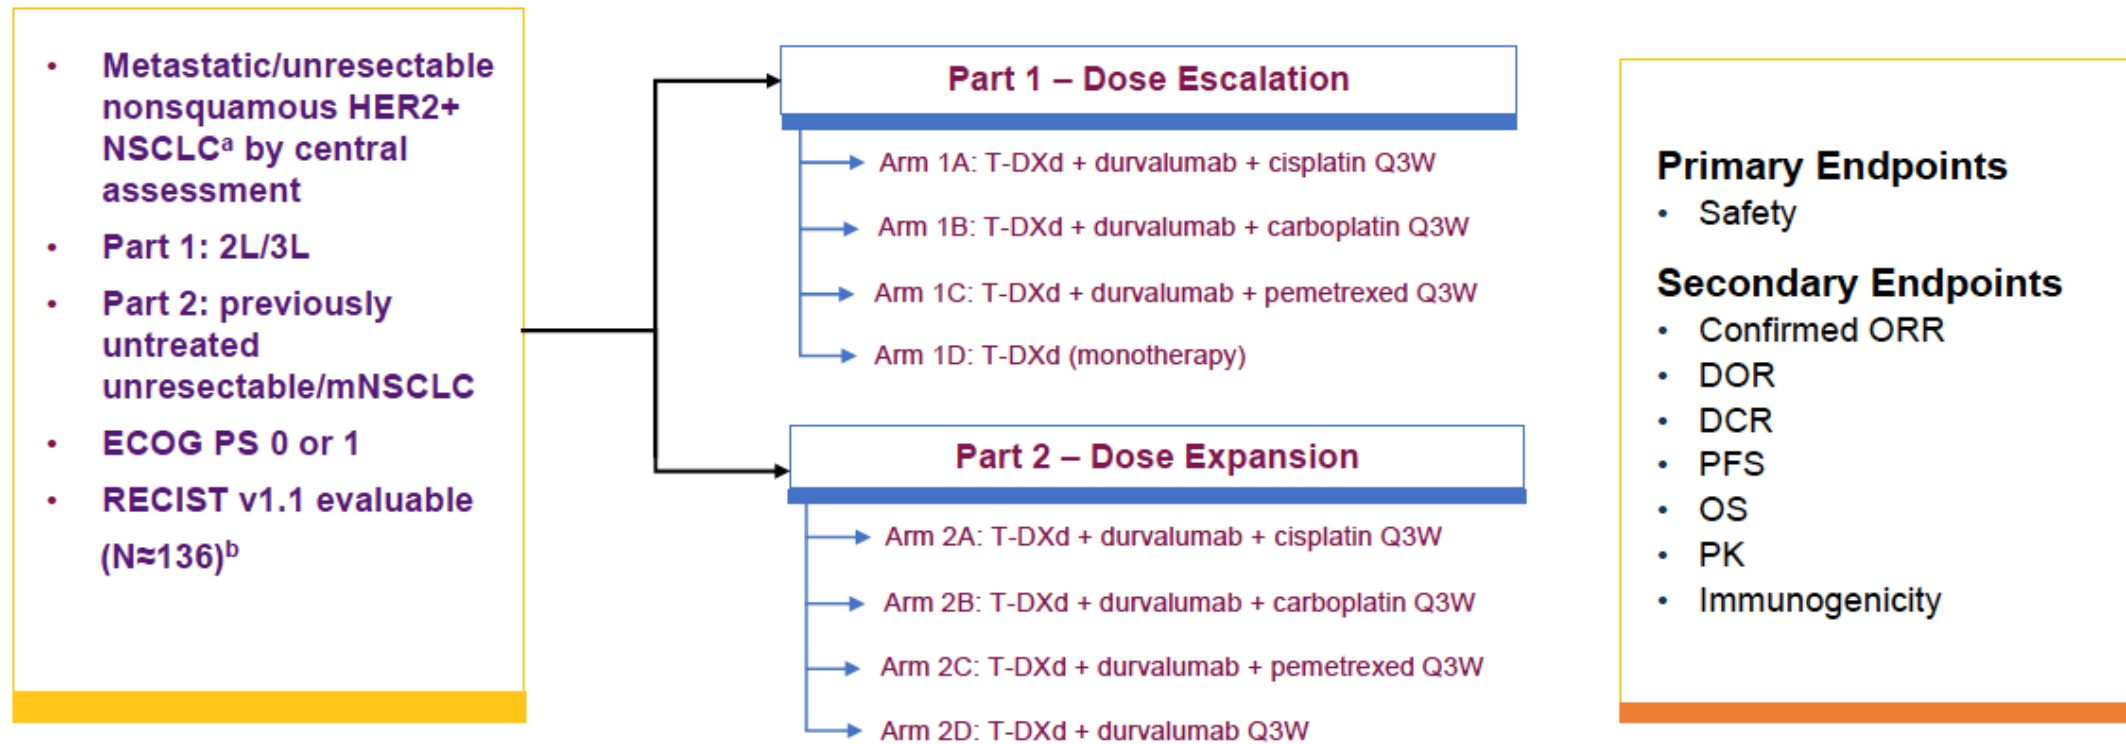 • Metastatic/unresectable
nonsquamous HER2+
NSCLCᵃ by central
assessment
• Part 1: 2L/3L
• Part 2: previously
untreated
unresectable/mNSCLC
• ECOG PS 0 or 1
• RECIST v1.1 evaluable
(N≈136)ᵇ
Part 1 – Dose Escalation
Arm 1A: T-DXd + durvalumab + cisplatin Q3W
Arm 1B: T-DXd + durvalumab + carboplatin Q3W
Arm 1C: T-DXd + durvalumab + pemetrexed Q3W
Arm 1D: T-DXd (monotherapy)
Part 2 – Dose Expansion
Arm 2A: T-DXd + durvalumab + cisplatin Q3W
Arm 2B: T-DXd + durvalumab + carboplatin Q3W
Arm 2C: T-DXd + durvalumab + pemetrexed Q3W
Arm 2D: T-DXd + durvalumab Q3W
Primary Endpoints
• Safety
Secondary Endpoints
• Confirmed ORR
• DOR
• DCR
• PFS
• OS
• PK
• Immunogenicity